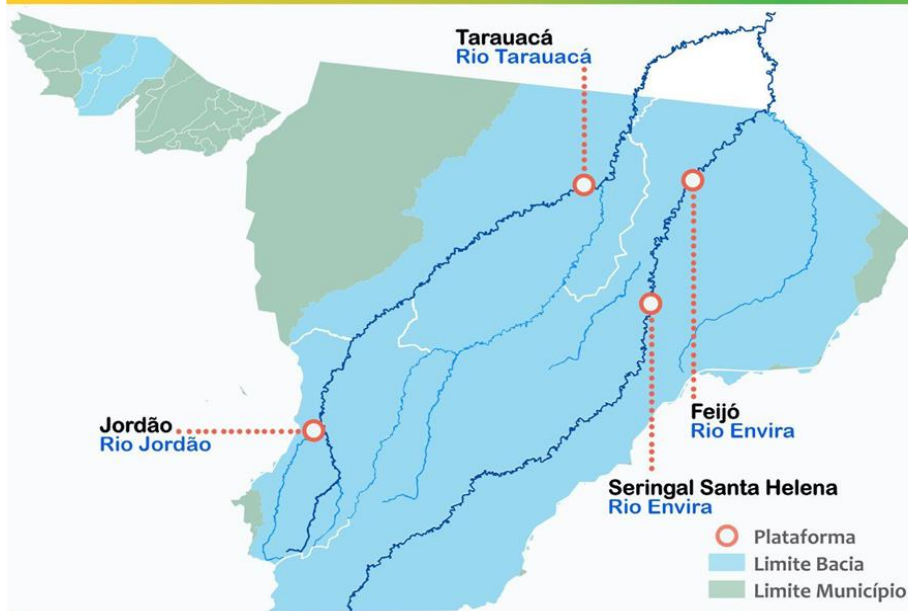 Tarauacá
Rio Tarauacá
Jordão
Rio Jordão
Feijó
Rio Envira
Seringal Santa Helena
Rio Envira
Plataforma
Limite Bacia
Limite Município